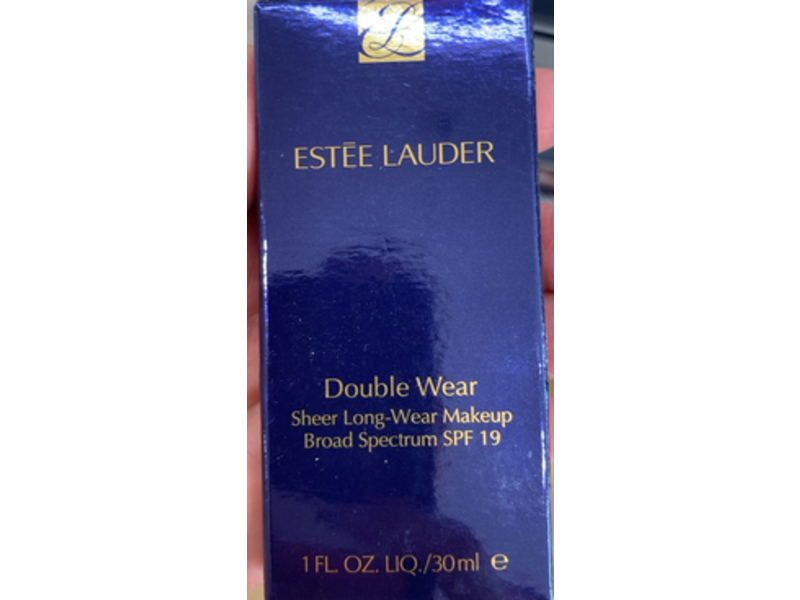 ESTĒE LAUDER
Double Wear
Sheer Long-Wear Makeup
Broad Spectrum SPF 19
1 FL. OZ. LIQ./30ml ℮